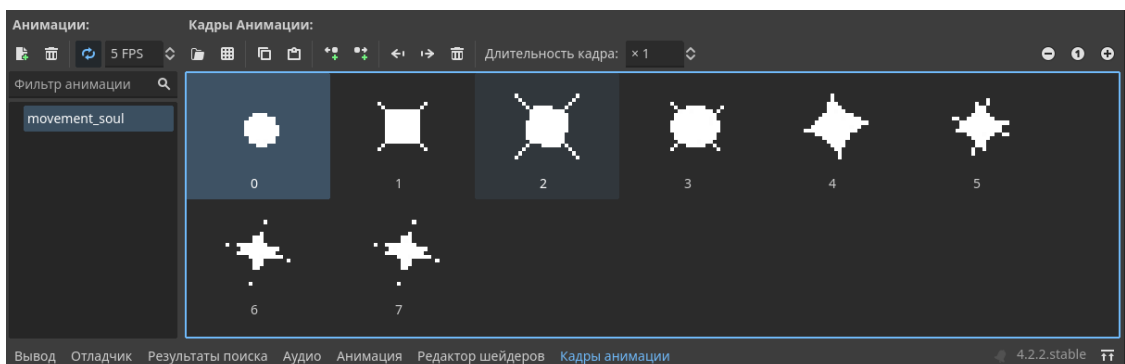 Анимации: Кадры Анимации:
5 FPS Длительность кадра: × 1 1
Фильтр анимации
movement_soul
0 1 2 3 4 5
6 7
Вывод Отладчик Результаты поиска Аудио Анимация Редактор шейдеров Кадры анимации 4.2.2.stable